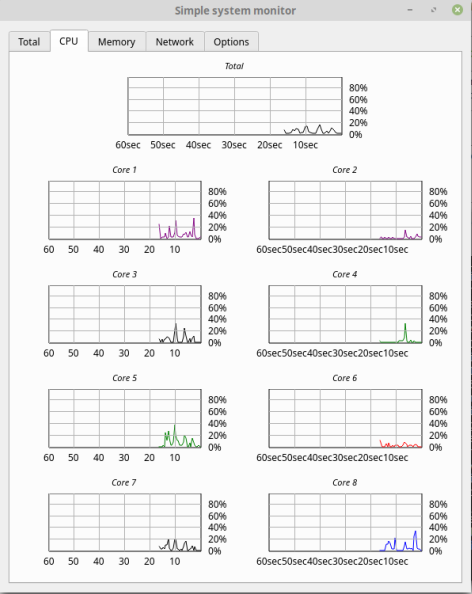 Simple system monitor
Total CPU Memory Network Options
Total
80%
60%
40%
20%
0%
60sec 50sec 40sec 30sec 20sec 10sec
Core 1 Core 2
80% 80%
60% 60%
40% 40%
20% 20%
0% 0%
60 50 40 30 20 10 60sec50sec40sec30sec20sec10sec
Core 3 Core 4
80% 80%
60% 60%
40% 40%
20% 20%
0% 0%
60 50 40 30 20 10 60sec50sec40sec30sec20sec10sec
Core 5 Core 6
80% 80%
60% 60%
40% 40%
20% 20%
0% 0%
60 50 40 30 20 10 60sec50sec40sec30sec20sec10sec
Core 7 Core 8
80% 80%
60% 60%
40% 40%
20% 20%
0% 0%
60 50 40 30 20 10 60sec50sec40sec30sec20sec10sec